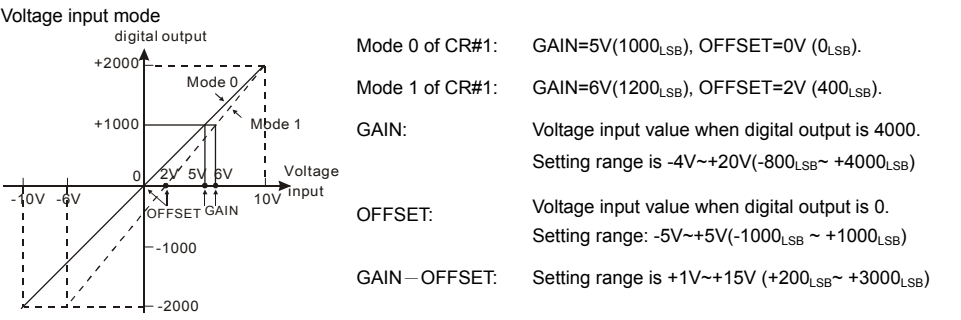 Voltage input mode
digital output
+2000
Mode 0
+1000
Mode 1
0
2V
5V
6V
Voltage
input
-10V
-6V
OFFSET
GAIN
10V
-1000
-2000
Mode 0 of CR#1: GAIN=5V(1000LSB), OFFSET=0V (0LSB).
Mode 1 of CR#1: GAIN=6V(1200LSB), OFFSET=2V (400LSB).
GAIN: Voltage input value when digital output is 4000.
Setting range is -4V~+20V(-800LSB~ +4000LSB)
OFFSET: Voltage input value when digital output is 0.
Setting range: -5V~+5V(-1000LSB ~ +1000LSB)
GAIN－OFFSET: Setting range is +1V~+15V (+200LSB~ +3000LSB)